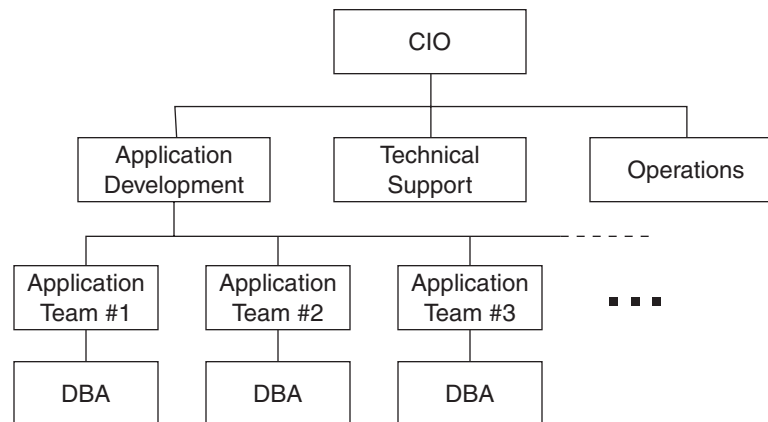 CIO
Application
Development
Technical
Support
Operations
Application
Team #1
Application
Team #2
Application
Team #3
DBA
DBA
DBA